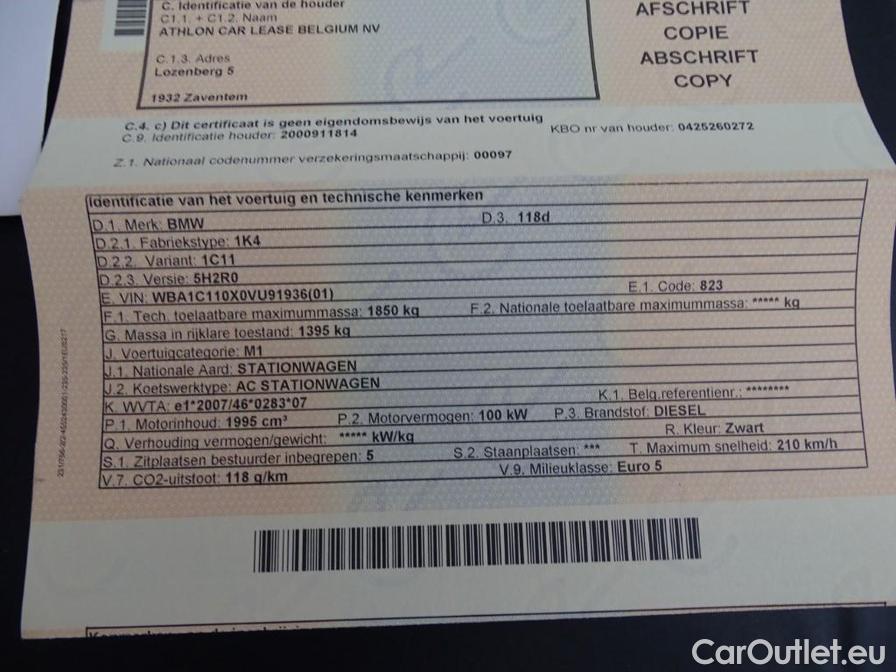 C. Identificatie van de houder
C1.1. + C1.2. Naam
ATHLON CAR LEASE BELGIUM NV
C.1.3. Adres
Lozenberg 5
1932 Zaventem
AFSCHRIFT
COPIE
ABSCHRIFT
COPY
C.4. c) Dit certificaat is geen eigendomsbewijs van het voertuig
C.9. Identificatie houder: 2000911814
KBO nr van houder: 0425260272
Z.1. Nationaal codenummer verzekeringsmaatschappij: 00097
Identificatie van het voertuig en technische kenmerken
D.1. Merk: BMW D.3. 118d
D.2.1. Fabriekstype: 1K4
D.2.2. Variant: 1C11
D.2.3. Versie: 5H2R0
E. VIN: WBA1C110X0VU91936(01) E.1. Code: 823
F.1. Tech. toelaatbare maximummassa: 1850 kg F.2. Nationale toelaatbare maximummassa: ***** kg
G. Massa in rijklare toestand: 1395 kg
J. Voertuigcategorie: M1
J.1. Nationale Aard: STATIONWAGEN
J.2. Koetswerktype: AC STATIONWAGEN
K. WVTA: e1*2007/46*0283*07 K.1. Belg.referentienr.: ********
P.1. Motorinhoud: 1995 cm³ P.2. Motorvermogen: 100 kW P.3. Brandstof: DIESEL
Q. Verhouding vermogen/gewicht: ***** kW/kg R. Kleur: Zwart
S.1. Zitplaatsen bestuurder inbegrepen: 5 S.2. Staanplaatsen: *** T. Maximum snelheid: 210 km/h
V.7. CO2-uitstoot: 118 g/km V.9. Milieuklasse: Euro 5
CarOutlet.eu